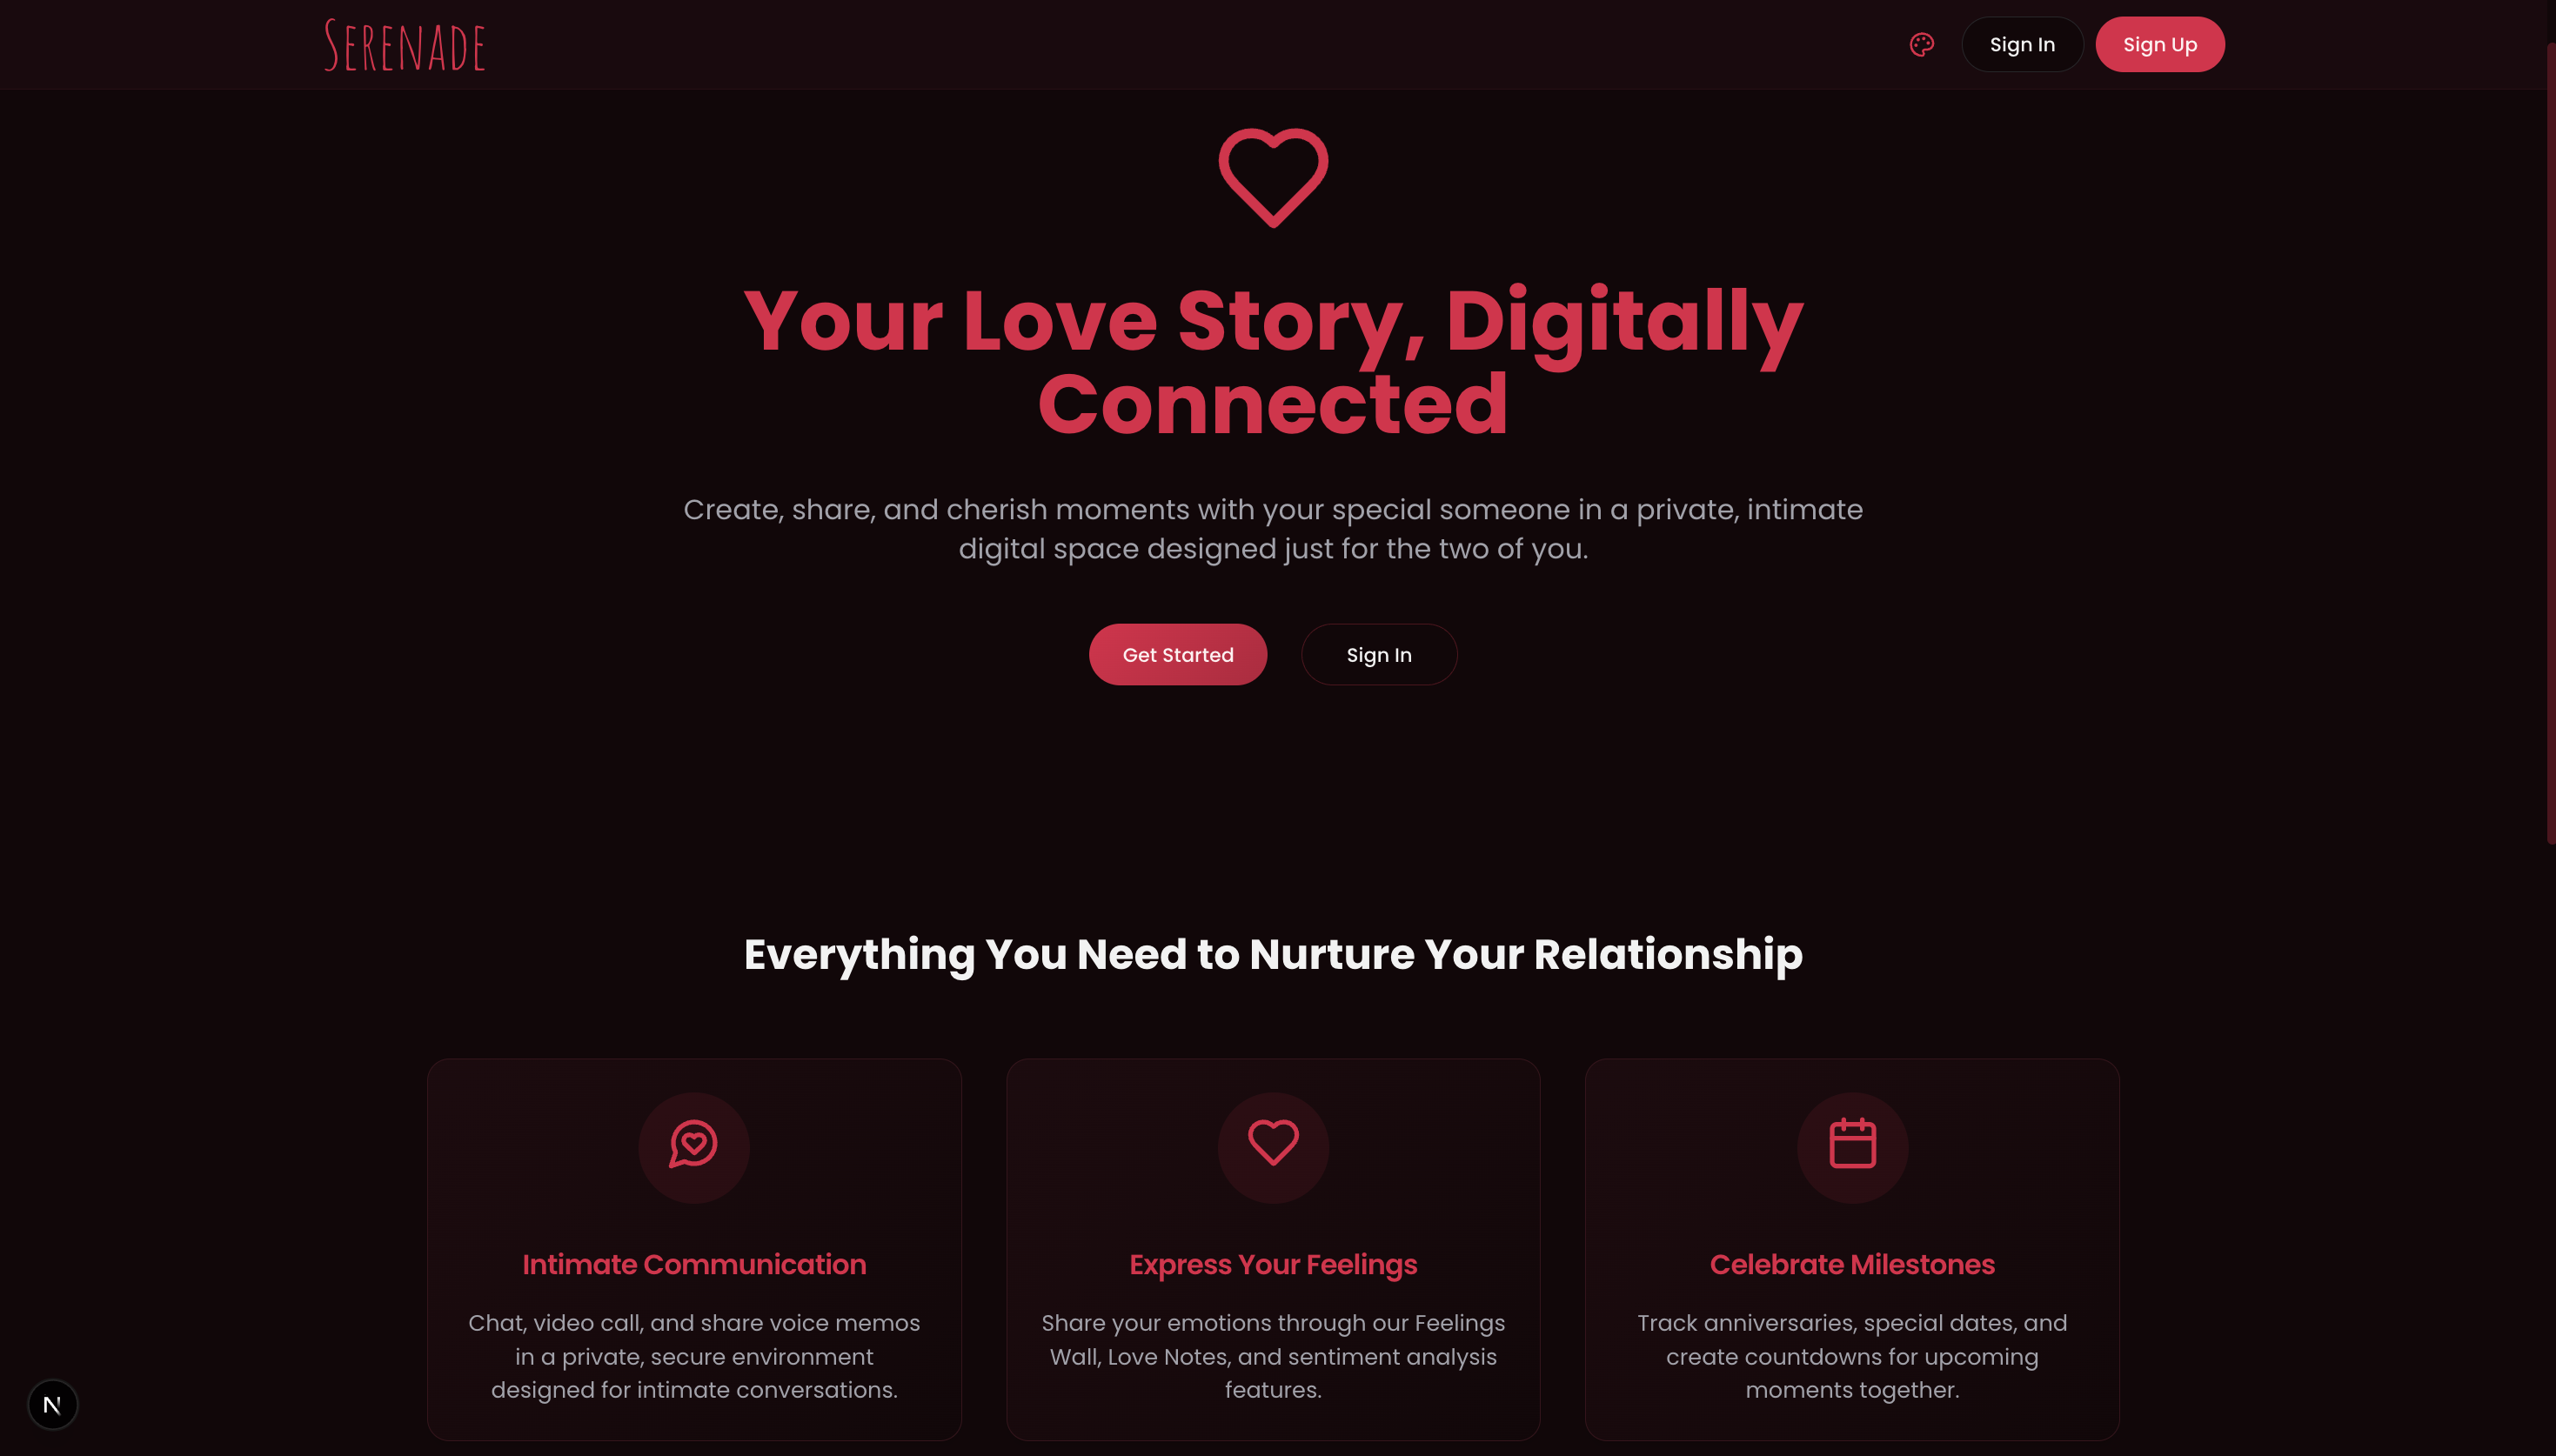 SERENADE
Sign In
Sign Up
Your Love Story, Digitally
Connected
Create, share, and cherish moments with your special someone in a private, intimate
digital space designed just for the two of you.
Get Started
Sign In
Everything You Need to Nurture Your Relationship
Intimate Communication
Chat, video call, and share voice memos
in a private, secure environment
designed for intimate conversations.
Express Your Feelings
Share your emotions through our Feelings
Wall, Love Notes, and sentiment analysis
features.
Celebrate Milestones
Track anniversaries, special dates, and
create countdowns for upcoming
moments together.
N